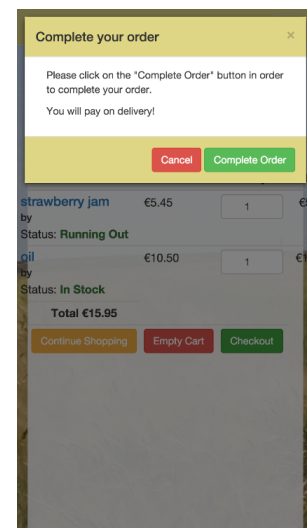 Complete your order ×
Please click on the "Complete Order" button in order
to complete your order.
You will pay on delivery!
Cancel Complete Order
strawberry jam €5.45 1
by
Status: Running Out
oil €10.50 1
by
Status: In Stock
Total €15.95
Continue Shopping Empty Cart Checkout